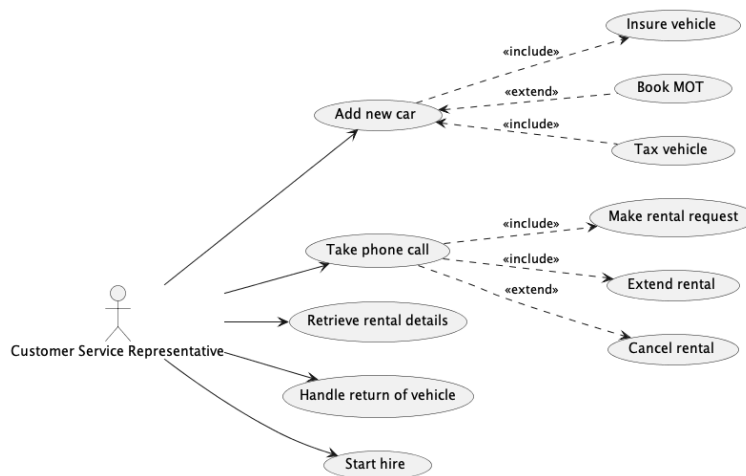 Insure vehicle
«include»
Book MOT
«extend»
Add new car
«include»
Tax vehicle
Make rental request
«include»
Take phone call
«include»
Extend rental
«extend»
Retrieve rental details
Cancel rental
Customer Service Representative
Handle return of vehicle
Start hire